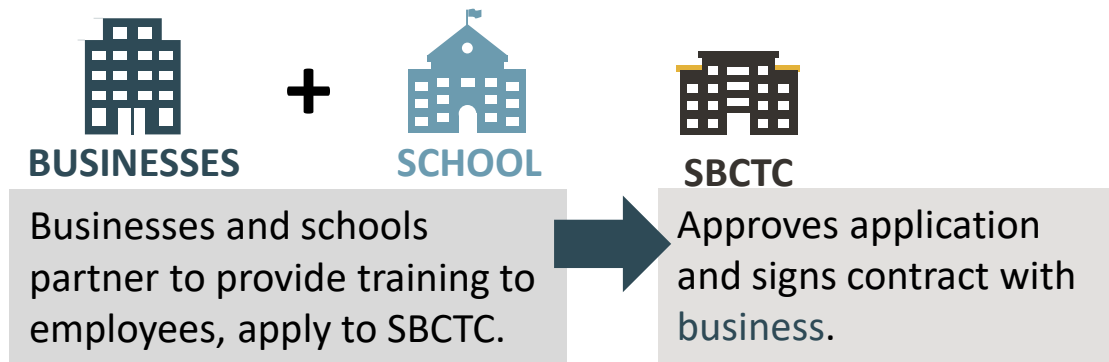 BUSINESSES
+
SCHOOL
SBCTC
Businesses and schools
partner to provide training to
employees, apply to SBCTC.
Approves application
and signs contract with
business.